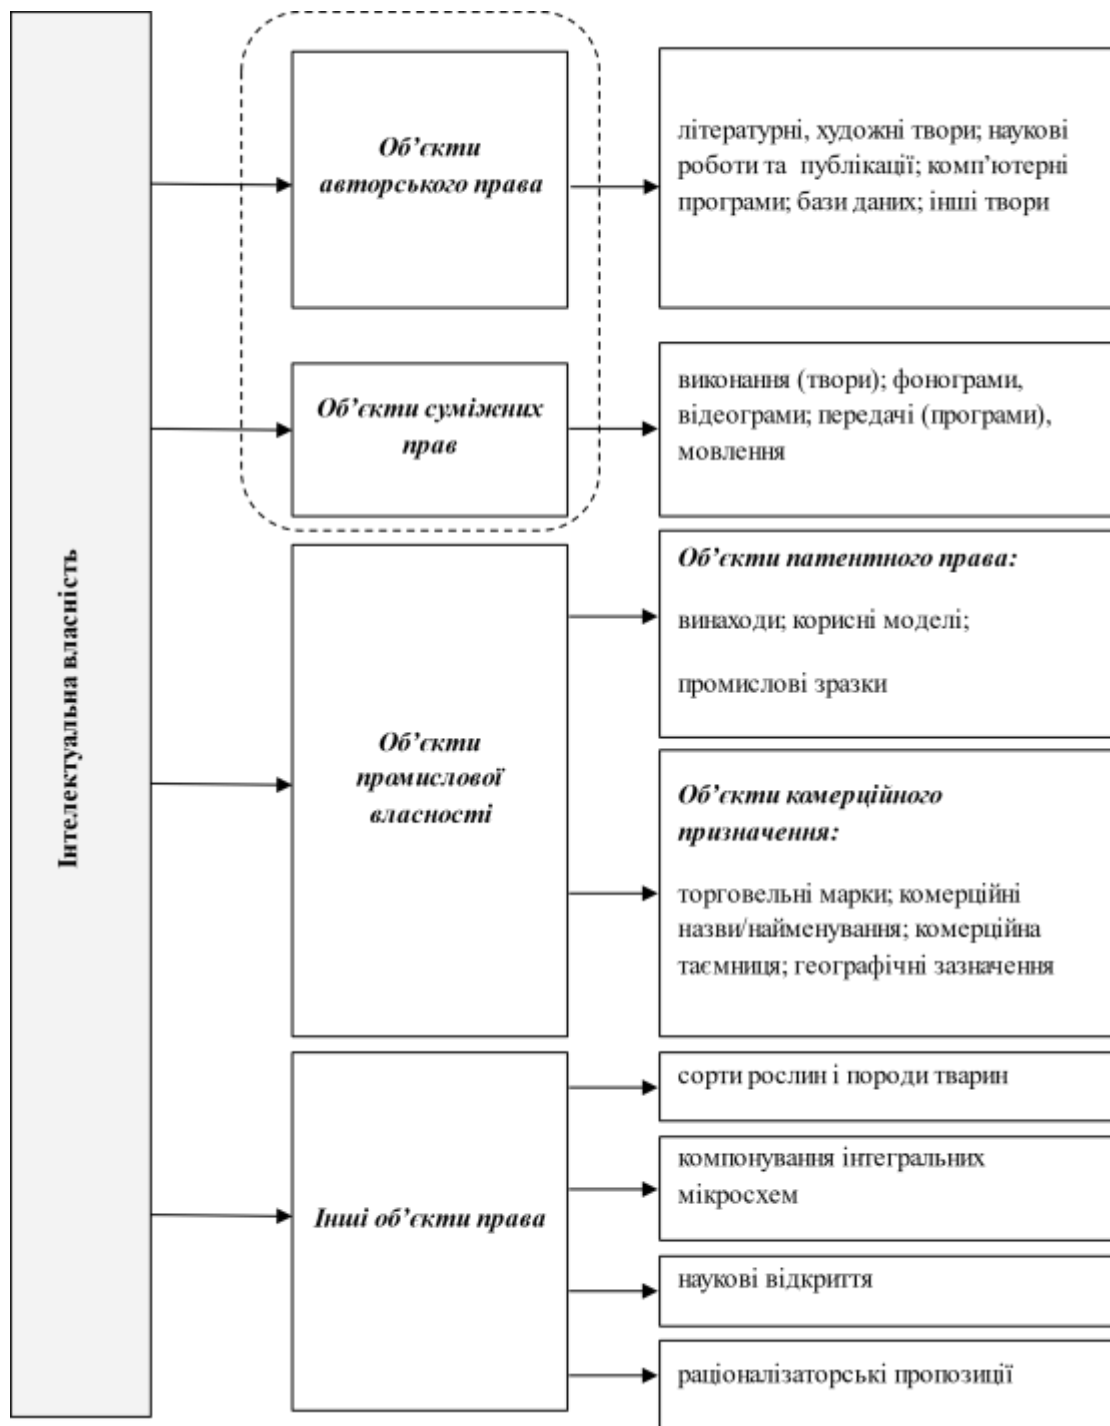 Інтелектуальна власність
Об’єкти
авторського права
літературні, художні твори; наукові
роботи та публікації; комп’ютерні
програми; бази даних; інші твори
Об’єкти суміжних
прав
виконання (твори); фонограми,
відеограми; передачі (програми),
мовлення
Об’єкти
промислової
власності
Об’єкти патентного права:
винаходи; корисні моделі;
промислові зразки
Об’єкти комерційного
призначення:
торговельні марки; комерційні
назви/найменування; комерційна
таємниця; географічні зазначення
Інші об’єкти права
сорти рослин і породи тварин
компонування інтегральних
мікросхем
наукові відкриття
раціоналізаторські пропозиції